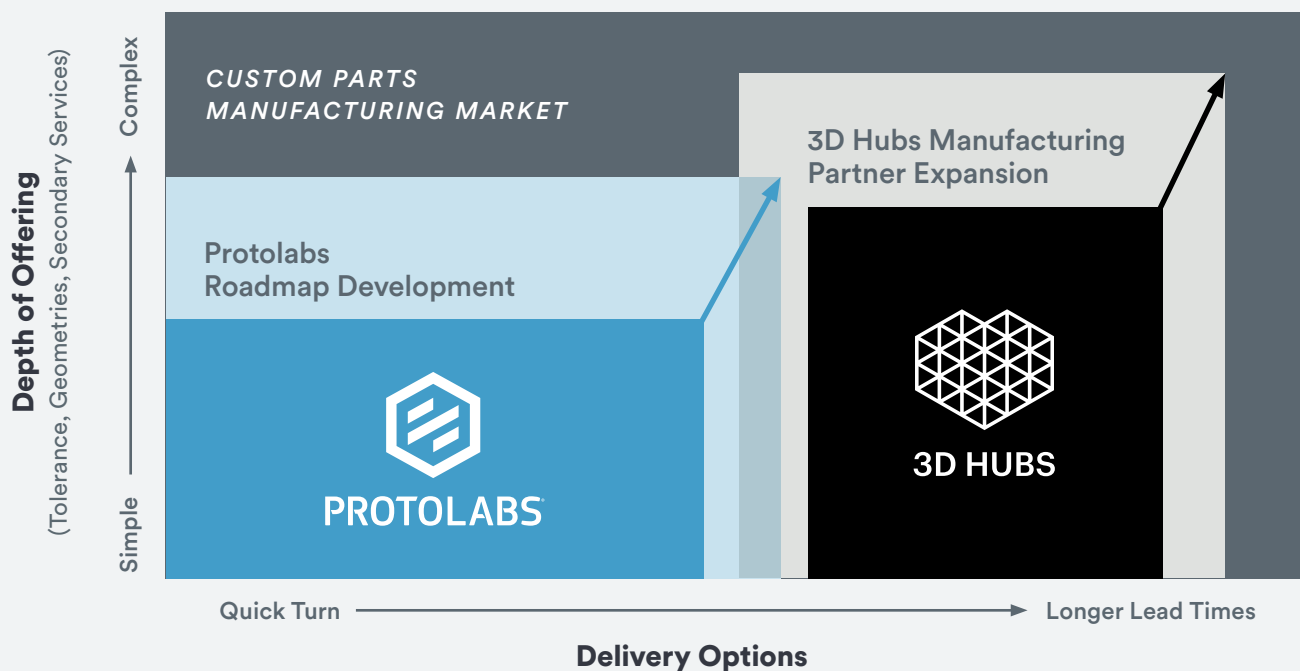 CUSTOM PARTS
MANUFACTURING MARKET
3D Hubs Manufacturing
Partner Expansion
Protolabs
Roadmap Development
PROTOLABS®
3D HUBS
Depth of Offering
(Tolerance, Geometries, Secondary Services)
Complex
Simple
Quick Turn
Longer Lead Times
Delivery Options